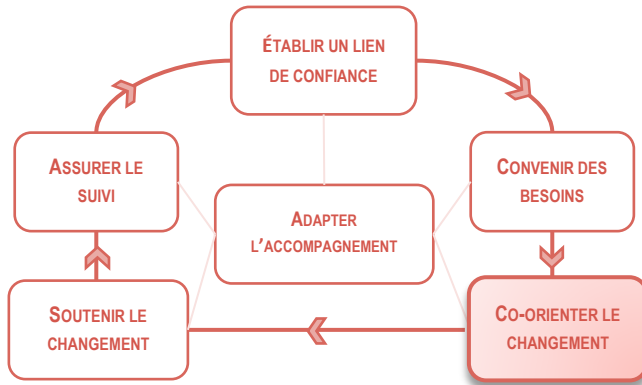 ÉTABLIR UN LIEN
DE CONFIANCE
ASSURER LE
SUIVI
CONVENIR DES
BESOINS
ADAPTER
L'ACCOMPAGNEMENT
SOUTENIR LE
CHANGEMENT
CO-ORIENTER LE
CHANGEMENT